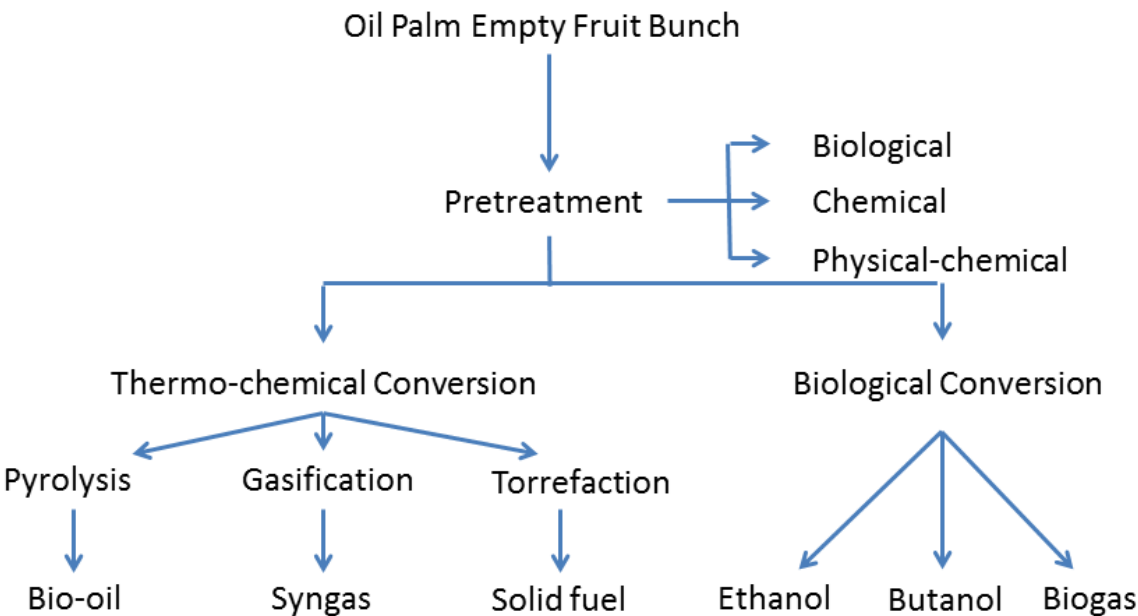 Oil Palm Empty Fruit Bunch
Biological
Pretreatment
Chemical
Physical-chemical
Thermo-chemical Conversion
Biological Conversion
Pyrolysis
Gasification
Torrefaction
Bio-oil
Syngas
Solid fuel
Ethanol
Butanol
Biogas